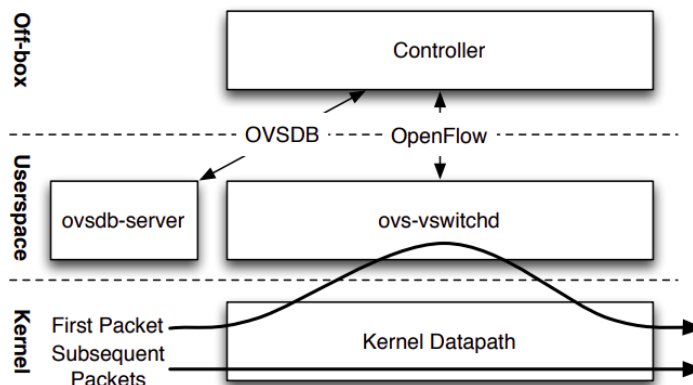 Off-box
Controller
OVSDB
OpenFlow
Userspace
ovsdb-server
ovs-vswitchd
Kernel
First Packet
Subsequent
Packets
Kernel Datapath